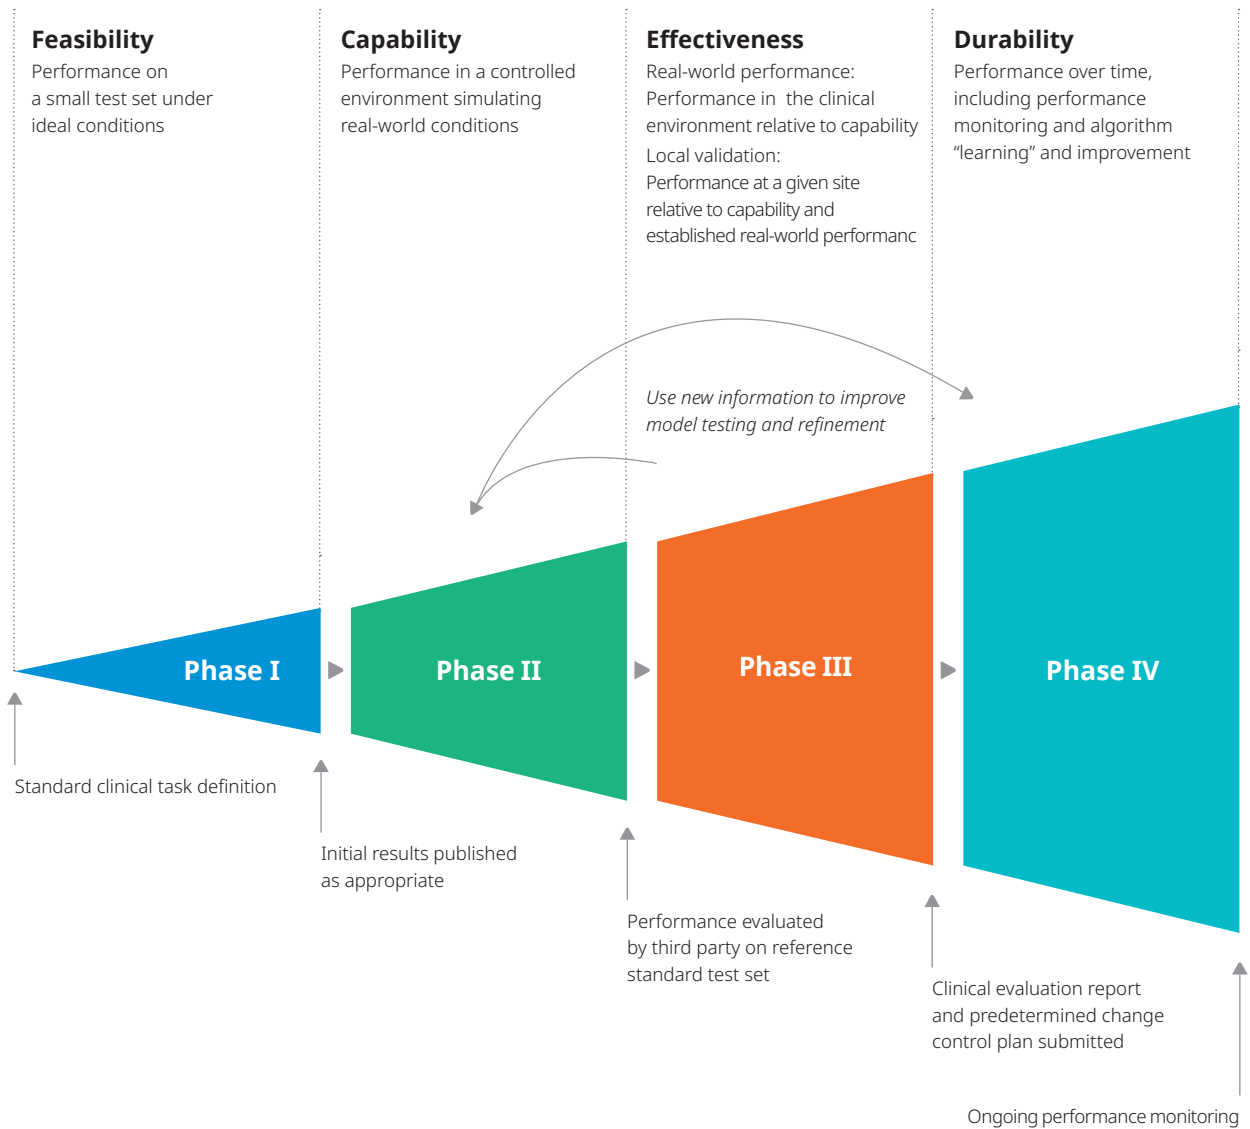 Feasibility
Performance on
a small test set under
ideal conditions
Capability
Performance in a controlled
environment simulating
real-world conditions
Effectiveness
Real-world performance:
Performance in the clinical
environment relative to capability
Local validation:
Performance at a given site
relative to capability and
established real-world performanc
Durability
Performance over time,
including performance
monitoring and algorithm
“learning” and improvement
Use new information to improve
model testing and refinement
Phase I
Phase II
Phase III
Phase IV
Standard clinical task definition
Initial results published
as appropriate
Performance evaluated
by third party on reference
standard test set
Clinical evaluation report
and predetermined change
control plan submitted
Ongoing performance monitoring